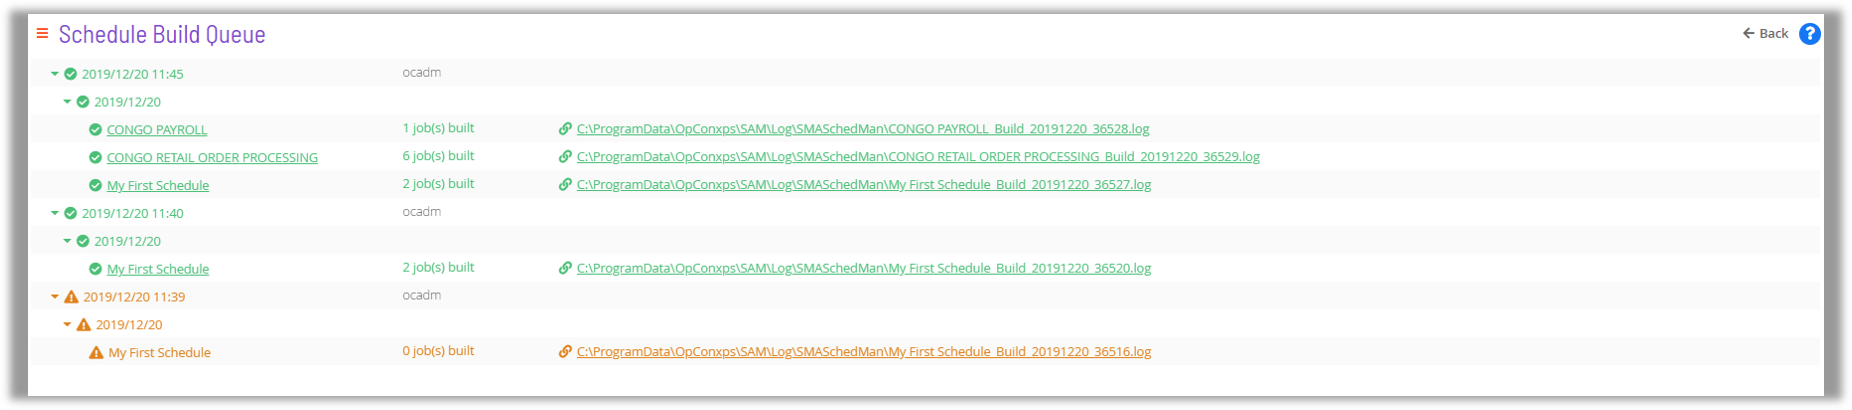 Schedule Build Queue
Back
2019/12/20 11:45 ocadm
2019/12/20
CONGO PAYROLL 1 job(s) built C:\ProgramData\OpConxps\SAM\Log\SMASchedMan\CONGO PAYROLL_Build_20191220_36528.log
CONGO RETAIL ORDER PROCESSING 6 job(s) built C:\ProgramData\OpConxps\SAM\Log\SMASchedMan\CONGO RETAIL ORDER PROCESSING_Build_20191220_36529.log
My First Schedule 2 job(s) built C:\ProgramData\OpConxps\SAM\Log\SMASchedMan\My First Schedule_Build_20191220_36527.log
2019/12/20 11:40 ocadm
2019/12/20
My First Schedule 2 job(s) built C:\ProgramData\OpConxps\SAM\Log\SMASchedMan\My First Schedule_Build_20191220_36520.log
2019/12/20 11:39 ocadm
2019/12/20
My First Schedule 0 job(s) built C:\ProgramData\OpConxps\SAM\Log\SMASchedMan\My First Schedule_Build_20191220_36516.log